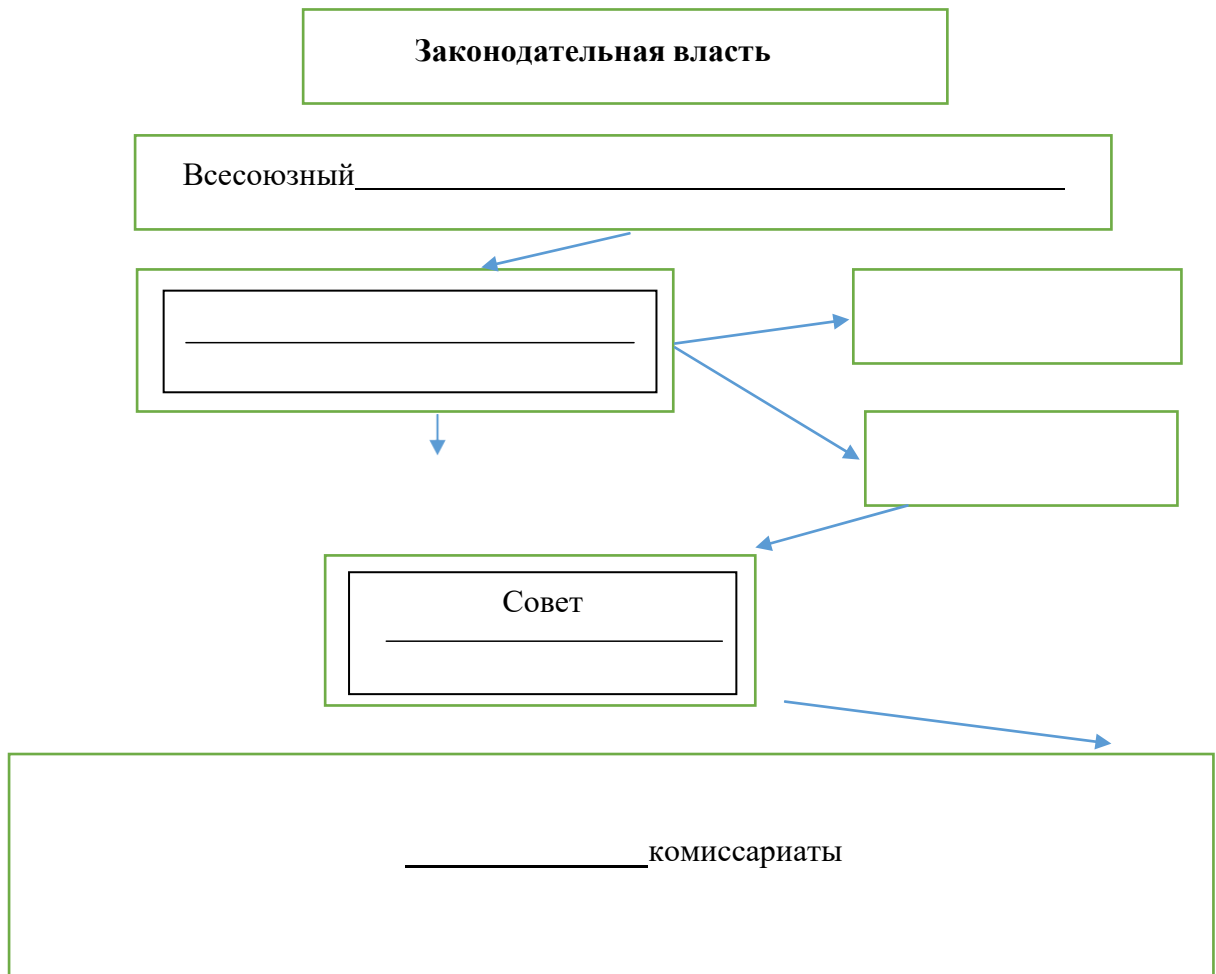 Законодательная власть
Всесоюзный
Совет
комиссариаты